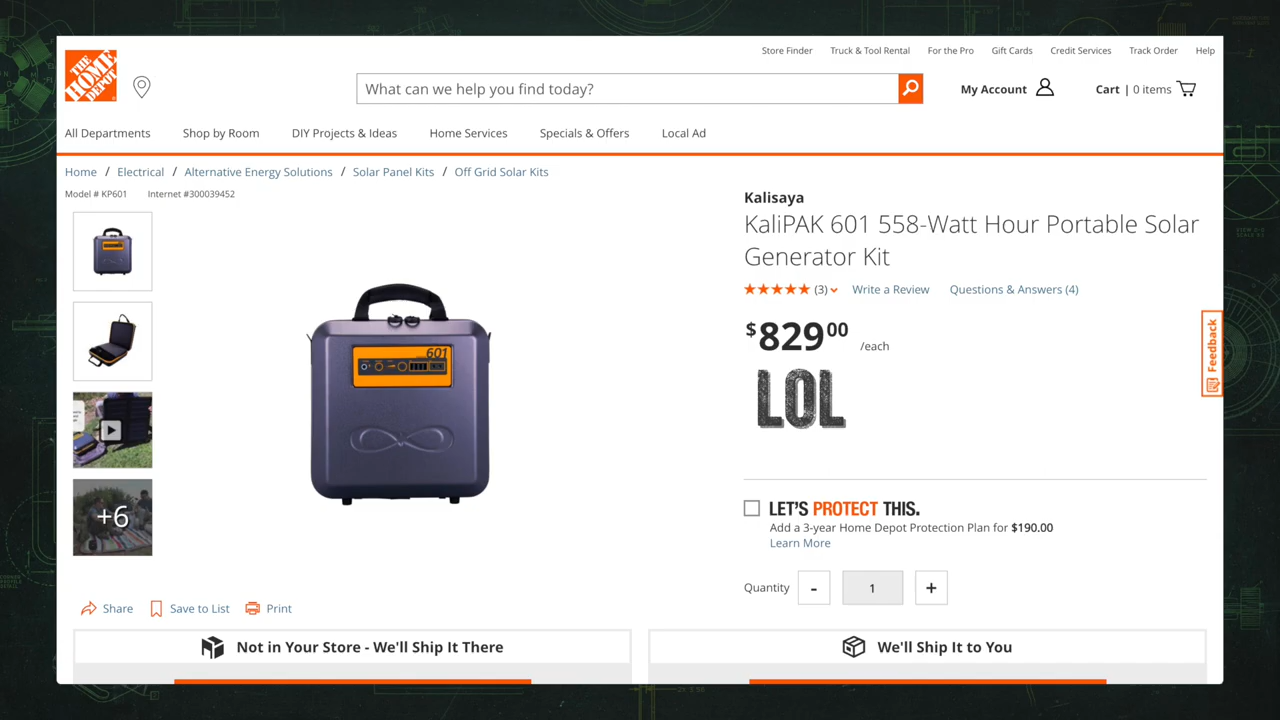 Store Finder Truck & Tool Rental For the Pro Gift Cards Credit Services Track Order Help
THE
HOME
DEPOT
What can we help you find today?
My Account
Cart | 0 items
All Departments Shop by Room DIY Projects & Ideas Home Services Specials & Offers Local Ad
Home / Electrical / Alternative Energy Solutions / Solar Panel Kits / Off Grid Solar Kits
Model # KP601 Internet #300039452
Kalisaya
KaliPAK 601 558-Watt Hour Portable Solar
Generator Kit
(3) Write a Review Questions & Answers (4)
$829 00 /each
LOL
601
+6
Feedback
LET'S PROTECT THIS.
Add a 3-year Home Depot Protection Plan for $190.00
Learn More
Quantity - 1 +
Share Save to List Print
Not in Your Store - We'll Ship It There
We'll Ship It to You